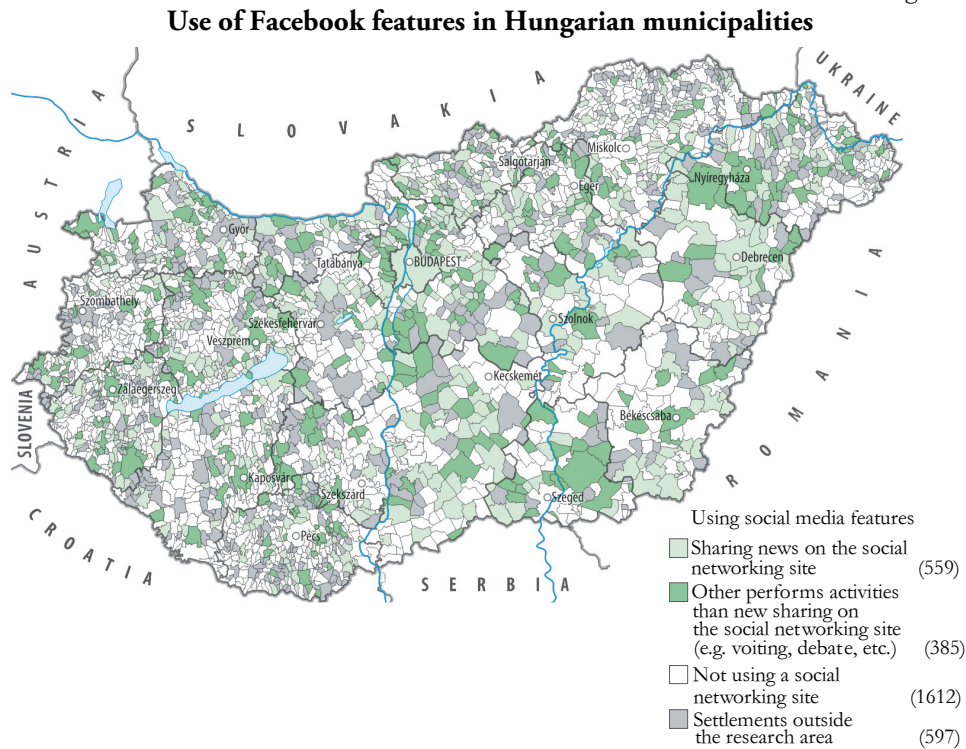 Use of Facebook features in Hungarian municipalities
UKRAINE
SLOVAKIA
AUSTRIA
Miskolc
Salgótarján
Nyíregyháza
Eger
Győr
Tatabánya
BUDAPEST
Debrecen
Szombathely
Székesfehérvár
Szolnok
Veszprém
ROMANIA
Kecskemét
Zalaegerszeg
SLOVENIA
Békéscsaba
Kaposvár
Szekszárd
Szeged
Pécs
CROATIA
SERBIA
Using social media features
Sharing news on the social
networking site (559)
Other performs activities
than new sharing on
the social networking site
(e.g. voiting, debate, etc.) (385)
Not using a social
networking site (1612)
Settlements outside
the research area (597)